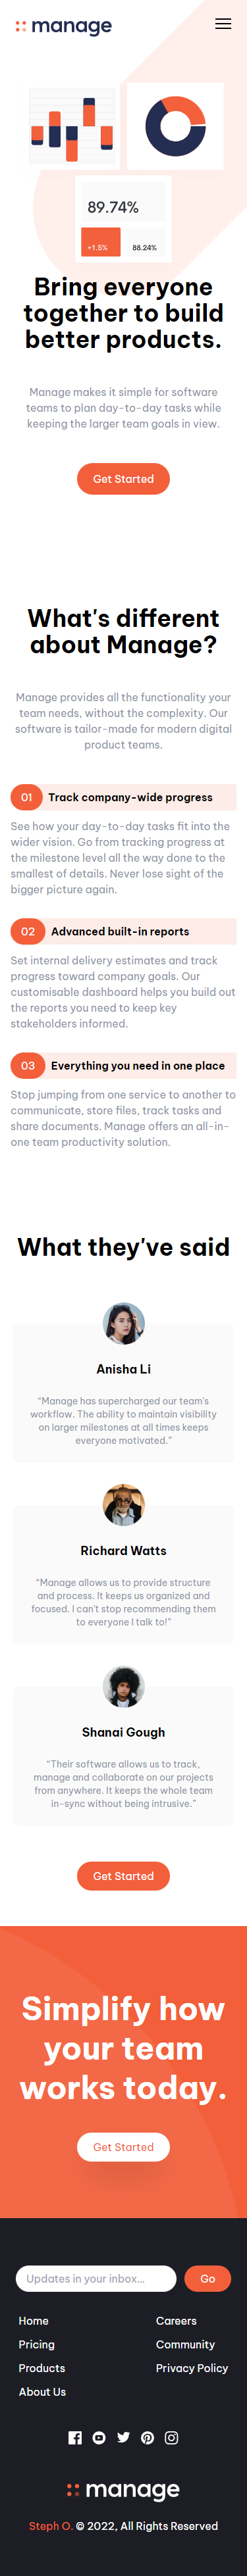 manage
89.74%
+1.5%
88.24%
Bring everyone
together to build
better products.
Manage makes it simple for software
teams to plan day-to-day tasks while
keeping the larger team goals in view.
Get Started
What's different
about Manage?
Manage provides all the functionality your
team needs, without the complexity. Our
software is tailor-made for modern digital
product teams.
01 Track company-wide progress
See how your day-to-day tasks fit into the
wider vision. Go from tracking progress at
the milestone level all the way done to the
smallest of details. Never lose sight of the
bigger picture again.
02 Advanced built-in reports
Set internal delivery estimates and track
progress toward company goals. Our
customisable dashboard helps you build out
the reports you need to keep key
stakeholders informed.
03 Everything you need in one place
Stop jumping from one service to another to
communicate, store files, track tasks and
share documents. Manage offers an all-in-
one team productivity solution.
What they've said
Anisha Li
“Manage has supercharged our team's
workflow. The ability to maintain visibility
on larger milestones at all times keeps
everyone motivated.”
Richard Watts
“Manage allows us to provide structure
and process. It keeps us organized and
focused. I can't stop recommending them
to everyone I talk to!”
Shanai Gough
“Their software allows us to track,
manage and collaborate on our projects
from anywhere. It keeps the whole team
in-sync without being intrusive.”
Get Started
Simplify how
your team
works today.
Get Started
Updates in your inbox...
Go
Home
Careers
Pricing
Community
Products
Privacy Policy
About Us
manage
Steph O. © 2022, All Rights Reserved